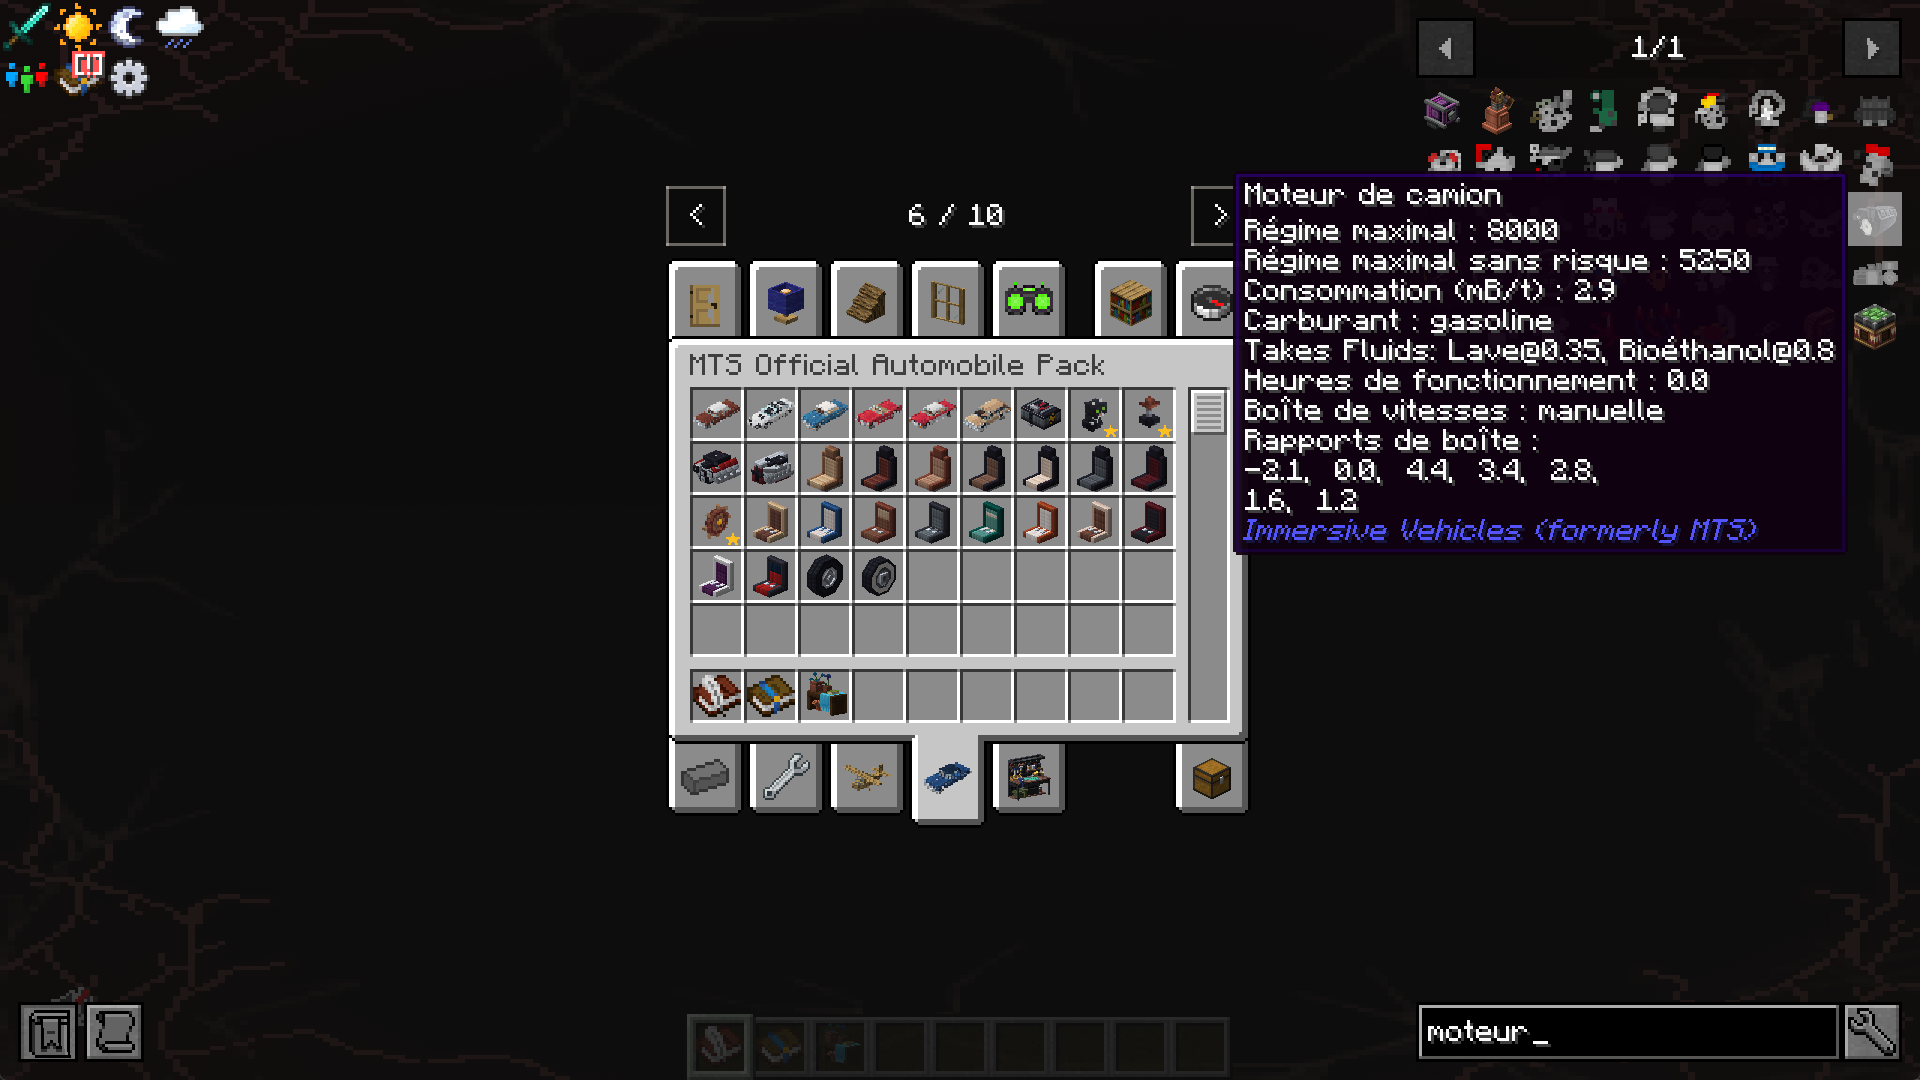 1/1
6 / 10
Moteur de camion
Régime maximal : 8000
Régime maximal sans risque : 5250
Consommation (mB/t) : 2.9
Carburant : gasoline
Takes Fluids: Lave@0.35, Bioéthanol@0.8
Heures de fonctionnement : 0.0
Boîte de vitesses : manuelle
Rapports de boîte :
-2.1, 0.0, 4.4, 3.4, 2.8,
1.6, 1.2
Immersive Vehicles (formerly MTS)
MTS Official Automobile Pack
moteur_